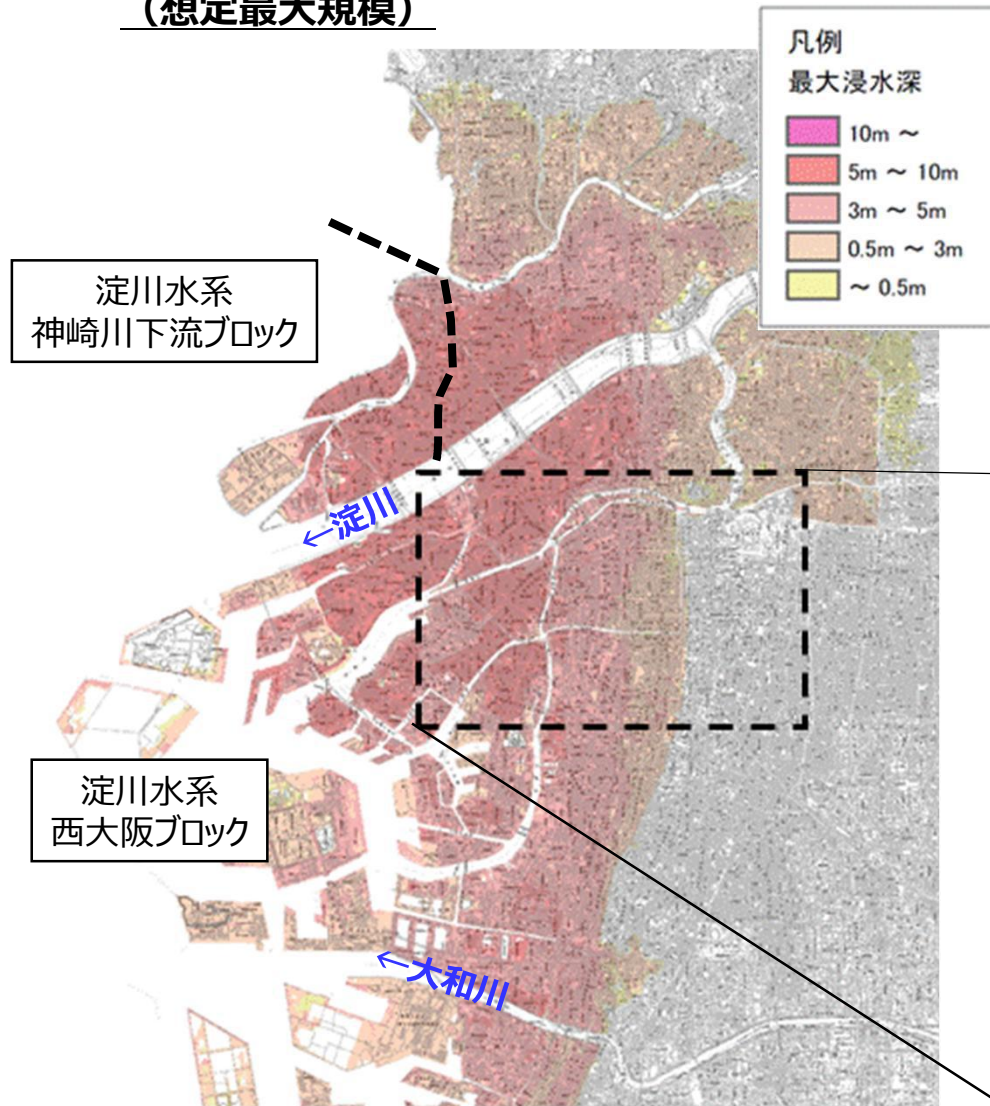 （想定最大規模）
凡例
最大浸水深
10m ～
5m ～ 10m
3m ～ 5m
0.5m ～ 3m
～ 0.5m
淀川水系
神崎川下流ブロック
←淀川
淀川水系
西大阪ブロック
←大和川